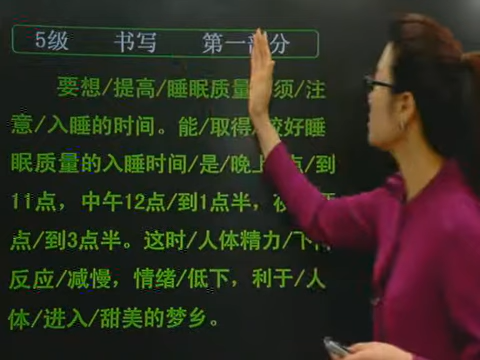 5级 书写 第一部分
要想/提高/睡眠质量 须/注
意/入睡的时间。能/取得 较好睡
眠质量的入睡时间/是/晚上 点/到
11点，中午12点/到1点半，
点/到3点半。这时/人体精力/下
反应/减慢，情绪/低下，利于/人
体/进入/甜美的梦乡。